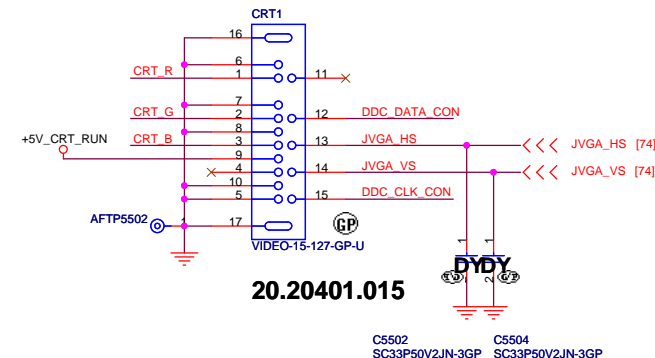 CRT1
16
6
CRT_R 1 11
7
CRT_G 2 12 DDC_DATA_CON
8
+5V_CRT_RUN CRT_B 3 13 JVGA_HS JVGA_HS [74]
9
4 14 JVGA_VS JVGA_VS [74]
10
5 15 DDC_CLK_CON
AFTP5502 1 17 GP
VIDEO-15-127-GP-U
20.20401.015
1 1
DY DY
2 2
C5502 C5504
SC33P50V2JN-3GP SC33P50V2JN-3GP